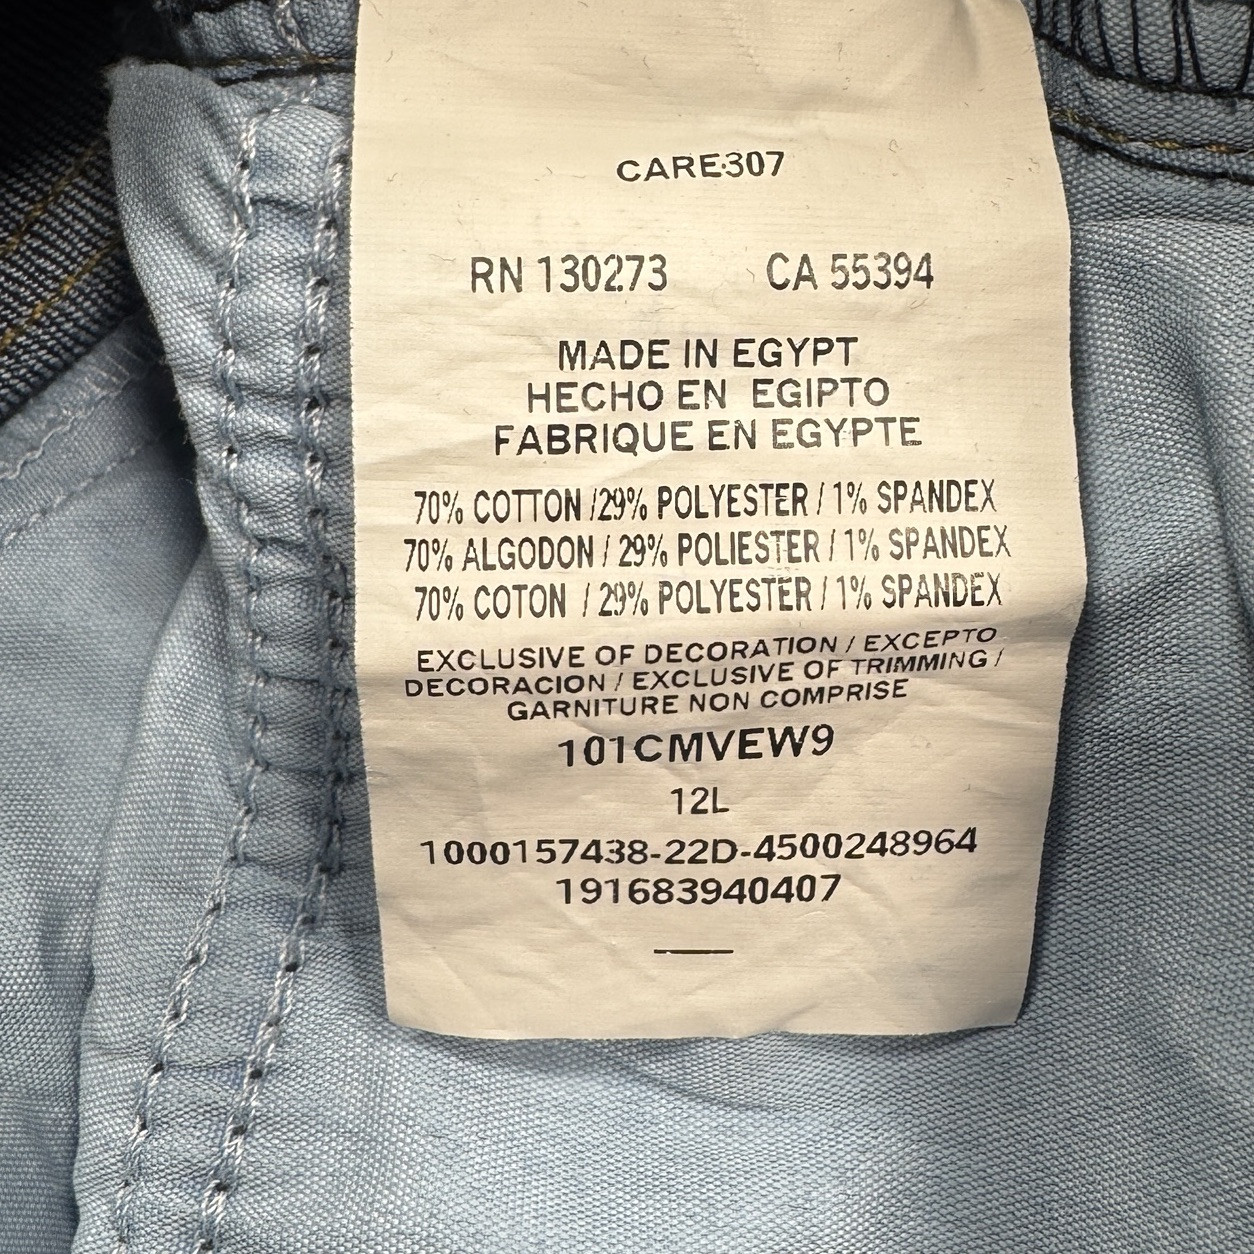 CARE:307
RN 130273 CA 55394
MADE IN EGYPT
HECHO EN EGIPTO
FABRIQUE EN EGYPTE
70% COTTON /29% POLYESTER / 1% SPANDEX
70% ALGODON / 29% POLIESTER / 1% SPANDEX
70% COTON / 29% POLYESTER / 1% SPANDEX
EXCLUSIVE OF DECORATION / EXCEPTO
DECORACION / EXCLUSIVE OF TRIMMING /
GARNITURE NON COMPRISE
101CMVEW9
12L
1000157438-22D-4500248964
191683940407